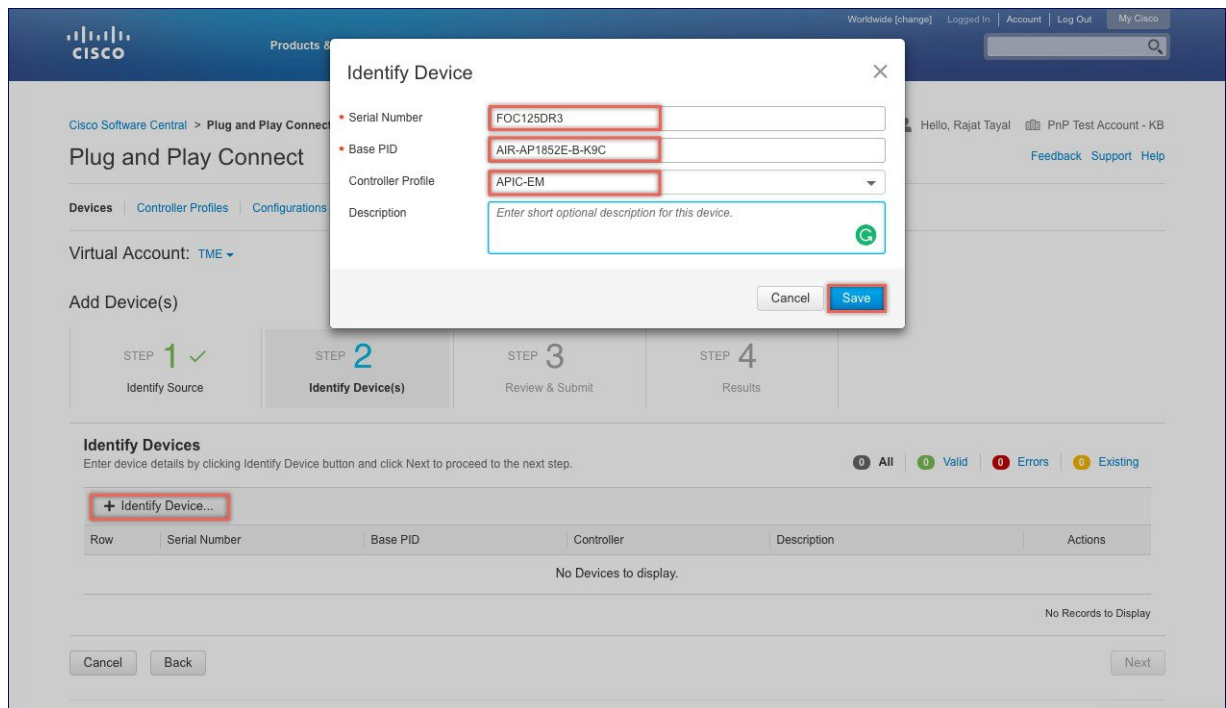 Worldwide [change] Logged In Account Log Out My Cisco
CISCO
Products &
Identify Device
Serial Number FOC125DR3
Base PID AIR-AP1852E-B-K9C
Controller Profile APIC-EM
Description Enter short optional description for this device.
Cancel Save
Cisco Software Central > Plug and Play Connect
Hello, Rajat Tayal PnP Test Account - KB
Plug and Play Connect
Feedback Support Help
Devices Controller Profiles Configurations
Virtual Account: TME
Add Device(s)
STEP 1 STEP 2 STEP 3 STEP 4
Identify Source Identify Device(s) Review & Submit Results
Identify Devices
Enter device details by clicking Identify Device button and click Next to proceed to the next step.
0 All 0 Valid 0 Errors 0 Existing
+ Identify Device...
Row Serial Number Base PID Controller Description Actions
No Devices to display.
No Records to Display
Cancel Back Next